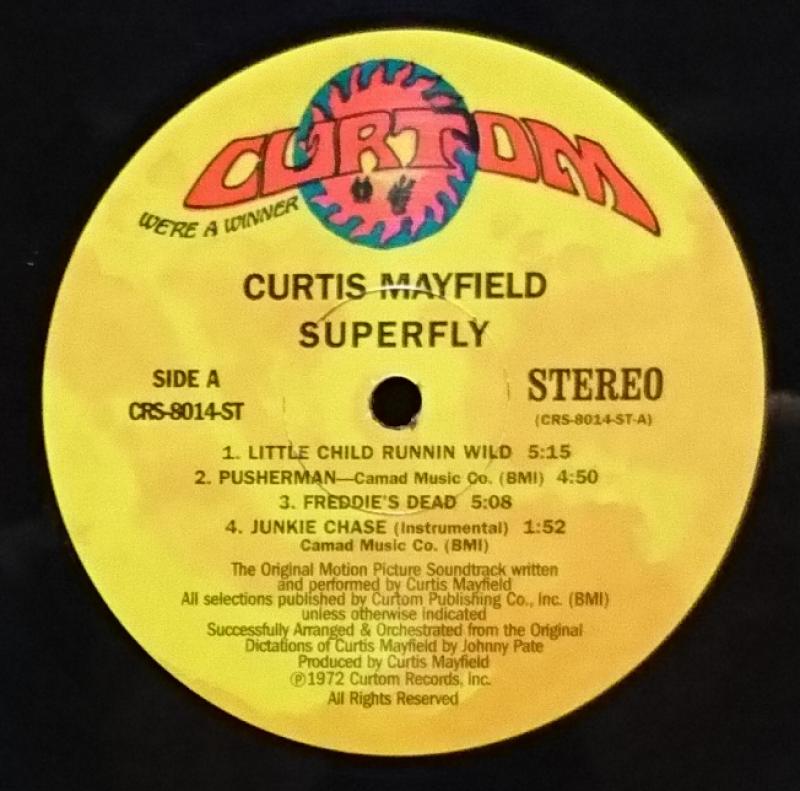 CURTOM
WE'RE A WINNER
CURTIS MAYFIELD
SUPERFLY
SIDE A
CRS-8014-ST
STEREO
(CRS-8014-ST-A)
1. LITTLE CHILD RUNNIN WILD 5:15
2. PUSHERMAN—Camad Music Co. (BMI) 4:50
3. FREDDIE'S DEAD 5:08
4. JUNKIE CHASE (Instrumental) 1:52
Camad Music Co. (BMI)
The Original Motion Picture Soundtrack written
and performed by Curtis Mayfield
All selections published by Curtom Publishing Co., Inc. (BMI)
unless otherwise indicated
Successfully Arranged & Orchestrated from the Original
Dictations of Curtis Mayfield by Johnny Pate
Produced by Curtis Mayfield
℗1972 Curtom Records, Inc.
All Rights Reserved